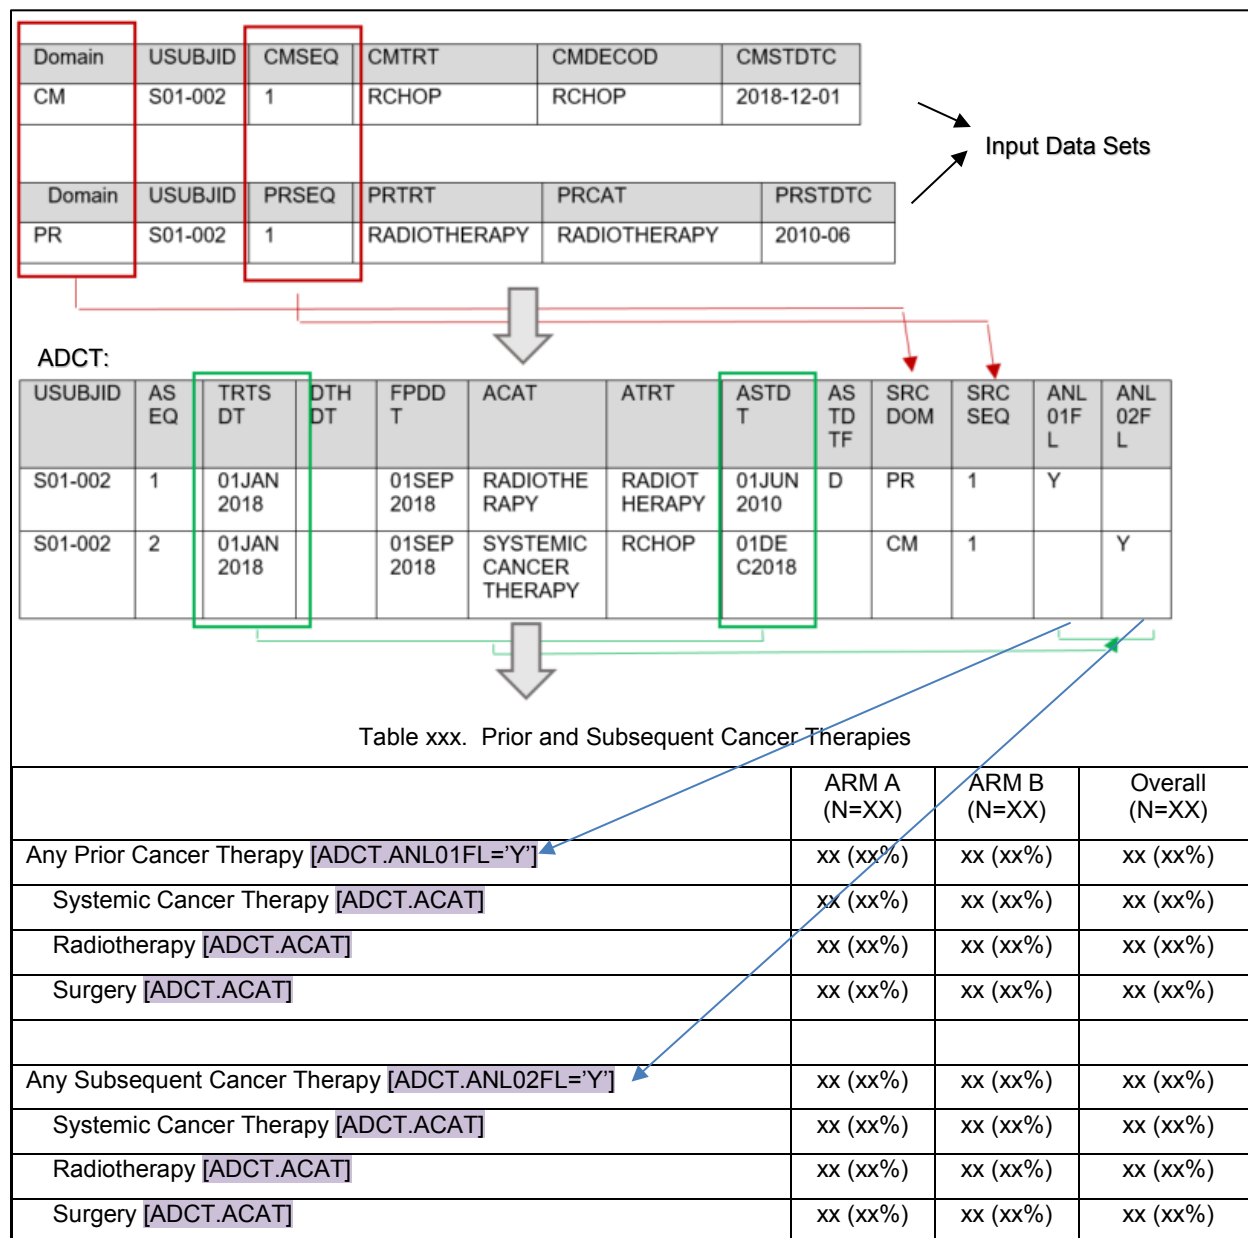 Domain USUBJID CMSEQ CMTRT CMDECOD CMSTDTC
CM S01-002 1 RCHOP RCHOP 2018-12-01
Input Data Sets
Domain USUBJID PRSEQ PRTRT PRCAT PRSTDTC
PR S01-002 1 RADIOTHERAPY RADIOTHERAPY 2010-06
ADCT:
USUBJID AS TRTS DTH FPDD ACAT ATRT ASTD AS SRC SRC ANL ANL
EQ DT DT T T TD DOM SEQ 01F 02F
TF L L
S01-002 1 01JAN 01SEP RADIOTHE RADIOT 01JUN D PR 1 Y
2018 2018 RAPY HERAPY 2010
S01-002 2 01JAN 01SEP SYSTEMIC RCHOP 01DE CM 1 Y
2018 2018 CANCER C2018
THERAPY
Table xxx. Prior and Subsequent Cancer Therapies
ARM A ARM B Overall
(N=XX) (N=XX) (N=XX)
Any Prior Cancer Therapy [ADCT.ANL01FL=’Y’] xx (xx%) xx (xx%) xx (xx%)
Systemic Cancer Therapy [ADCT.ACAT] xx (xx%) xx (xx%) xx (xx%)
Radiotherapy [ADCT.ACAT] xx (xx%) xx (xx%) xx (xx%)
Surgery [ADCT.ACAT] xx (xx%) xx (xx%) xx (xx%)
Any Subsequent Cancer Therapy [ADCT.ANL02FL=’Y’] xx (xx%) xx (xx%) xx (xx%)
Systemic Cancer Therapy [ADCT.ACAT] xx (xx%) xx (xx%) xx (xx%)
Radiotherapy [ADCT.ACAT] xx (xx%) xx (xx%) xx (xx%)
Surgery [ADCT.ACAT] xx (xx%) xx (xx%) xx (xx%)